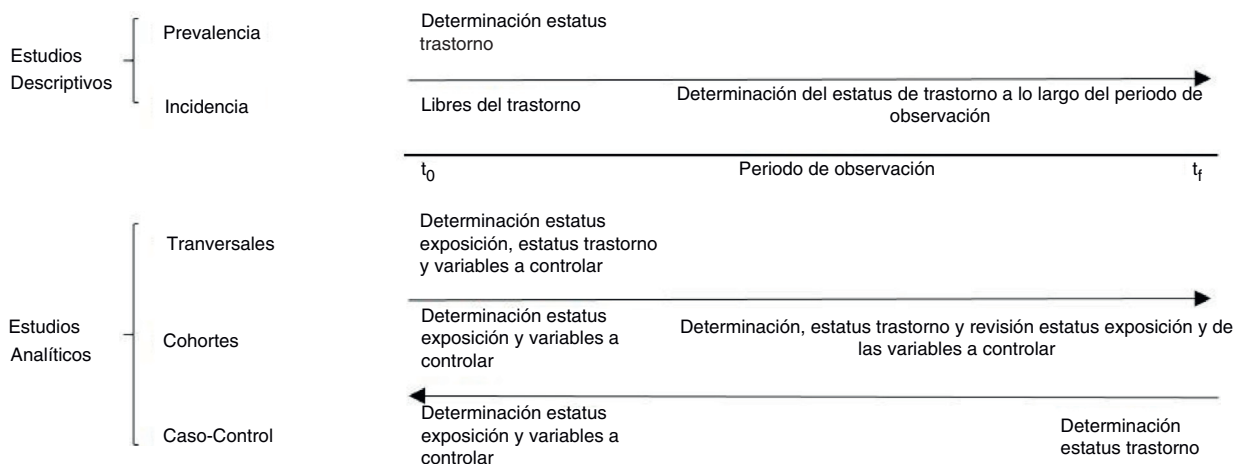 Estudios
Descriptivos
Prevalencia
Determinación estatus
trastorno
Incidencia
Libres del trastorno
Determinación del estatus de trastorno a lo largo del periodo de
observación
t0
Periodo de observación
tf
Estudios
Analíticos
Tranversales
Determinación estatus
exposición, estatus trastorno
y variables a controlar
Cohortes
Determinación estatus
exposición y variables a
controlar
Determinación, estatus trastorno y revisión estatus exposición y de
las variables a controlar
Caso-Control
Determinación estatus
exposición y variables a
controlar
Determinación
estatus trastorno